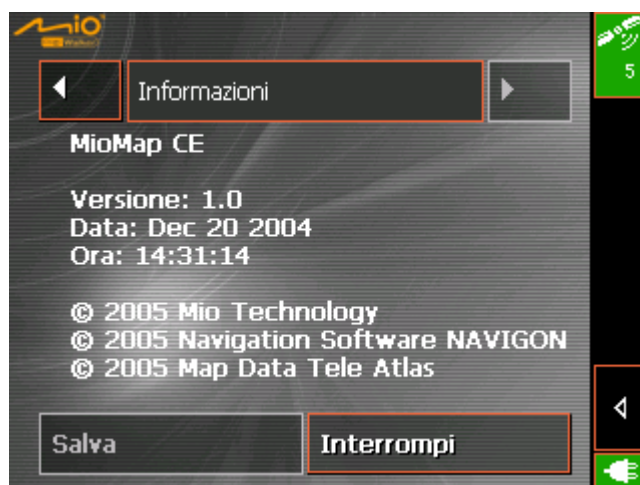 Mio
5
Informazioni
MioMap CE
Versione: 1.0
Data: Dec 20 2004
Ora: 14:31:14
© 2005 Mio Technology
© 2005 Navigation Software NAVIGON
© 2005 Map Data Tele Atlas
Salva
Interrompi